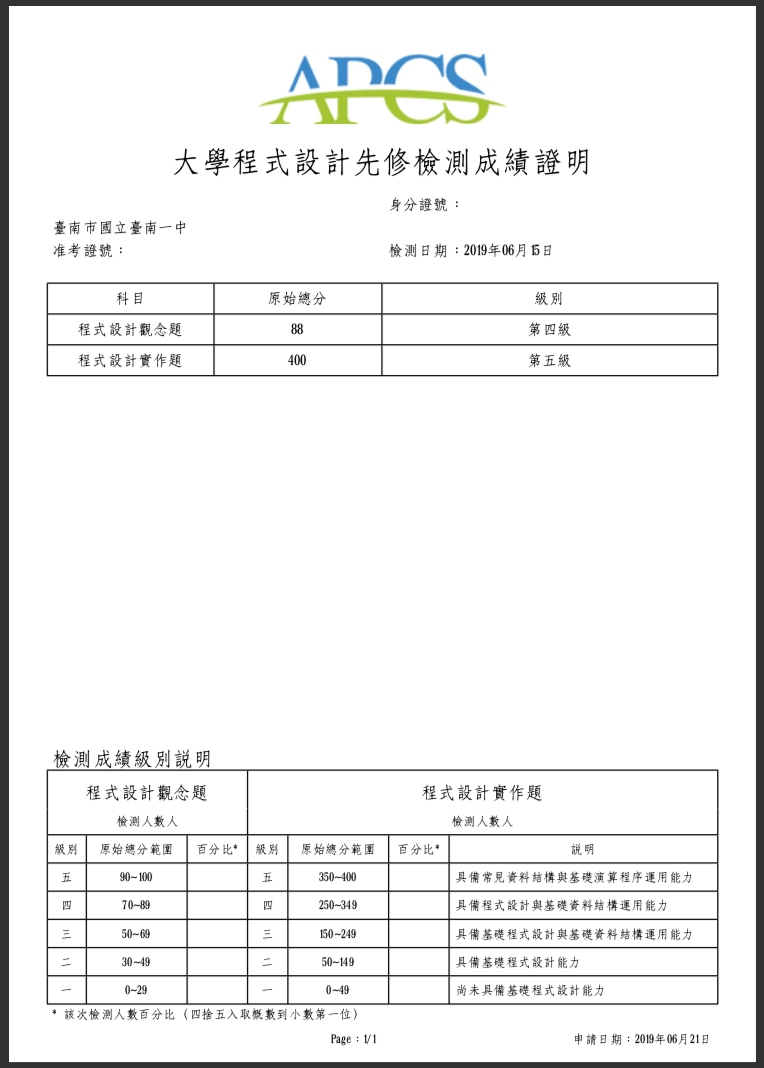 APCS
大學程式設計先修檢測成績證明
身分證號：
臺南市國立臺南一中
准考證號： 檢測日期：2019年06月15日
科目 原始總分 級別
程式設計觀念題 88 第四級
程式設計實作題 400 第五級
檢測成績級別說明
程式設計觀念題 程式設計實作題
檢測人數人 檢測人數人
級別 原始總分範圍 百分比* 級別 原始總分範圍 百分比* 說明
五 90~100 五 350~400 具備常見資料結構與基礎演算程序運用能力
四 70~89 四 250~349 具備程式設計與基礎資料結構運用能力
三 50~69 三 150~249 具備基礎程式設計與基礎資料結構運用能力
二 30~49 二 50~149 具備基礎程式設計能力
一 0~29 一 0~49 尚未具備基礎程式設計能力
* 該次檢測人數百分比（四捨五入取概數到小數第一位）
Page：1/1 申請日期：2019年06月21日